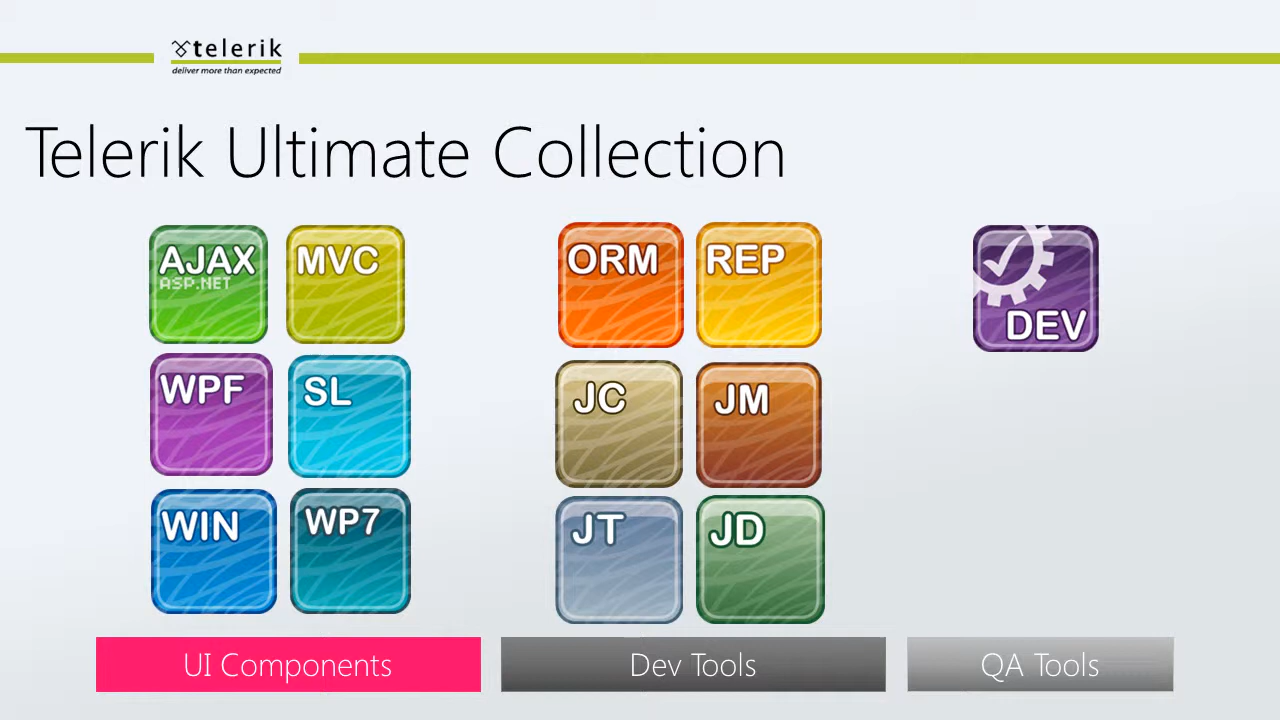 telerik
deliver more than expected
Telerik Ultimate Collection
AJAX
ASP.NET
MVC
ORM
REP
DEV
WPF
SL
JC
JM
WIN
WP7
JT
JD
UI Components
Dev Tools
QA Tools